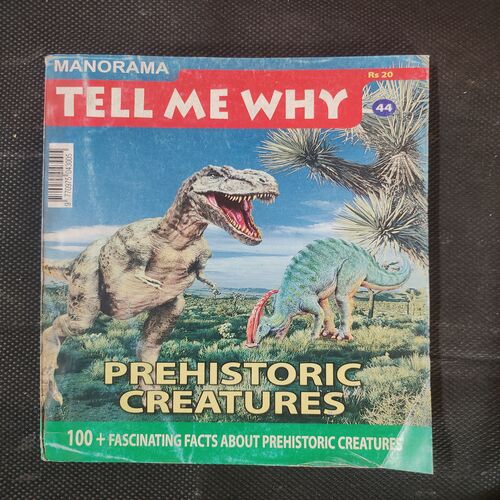 MANORAMA
Rs 20
TELL ME WHY
44
PREHISTORIC
CREATURES
100 + FASCINATING FACTS ABOUT PREHISTORIC CREATURES